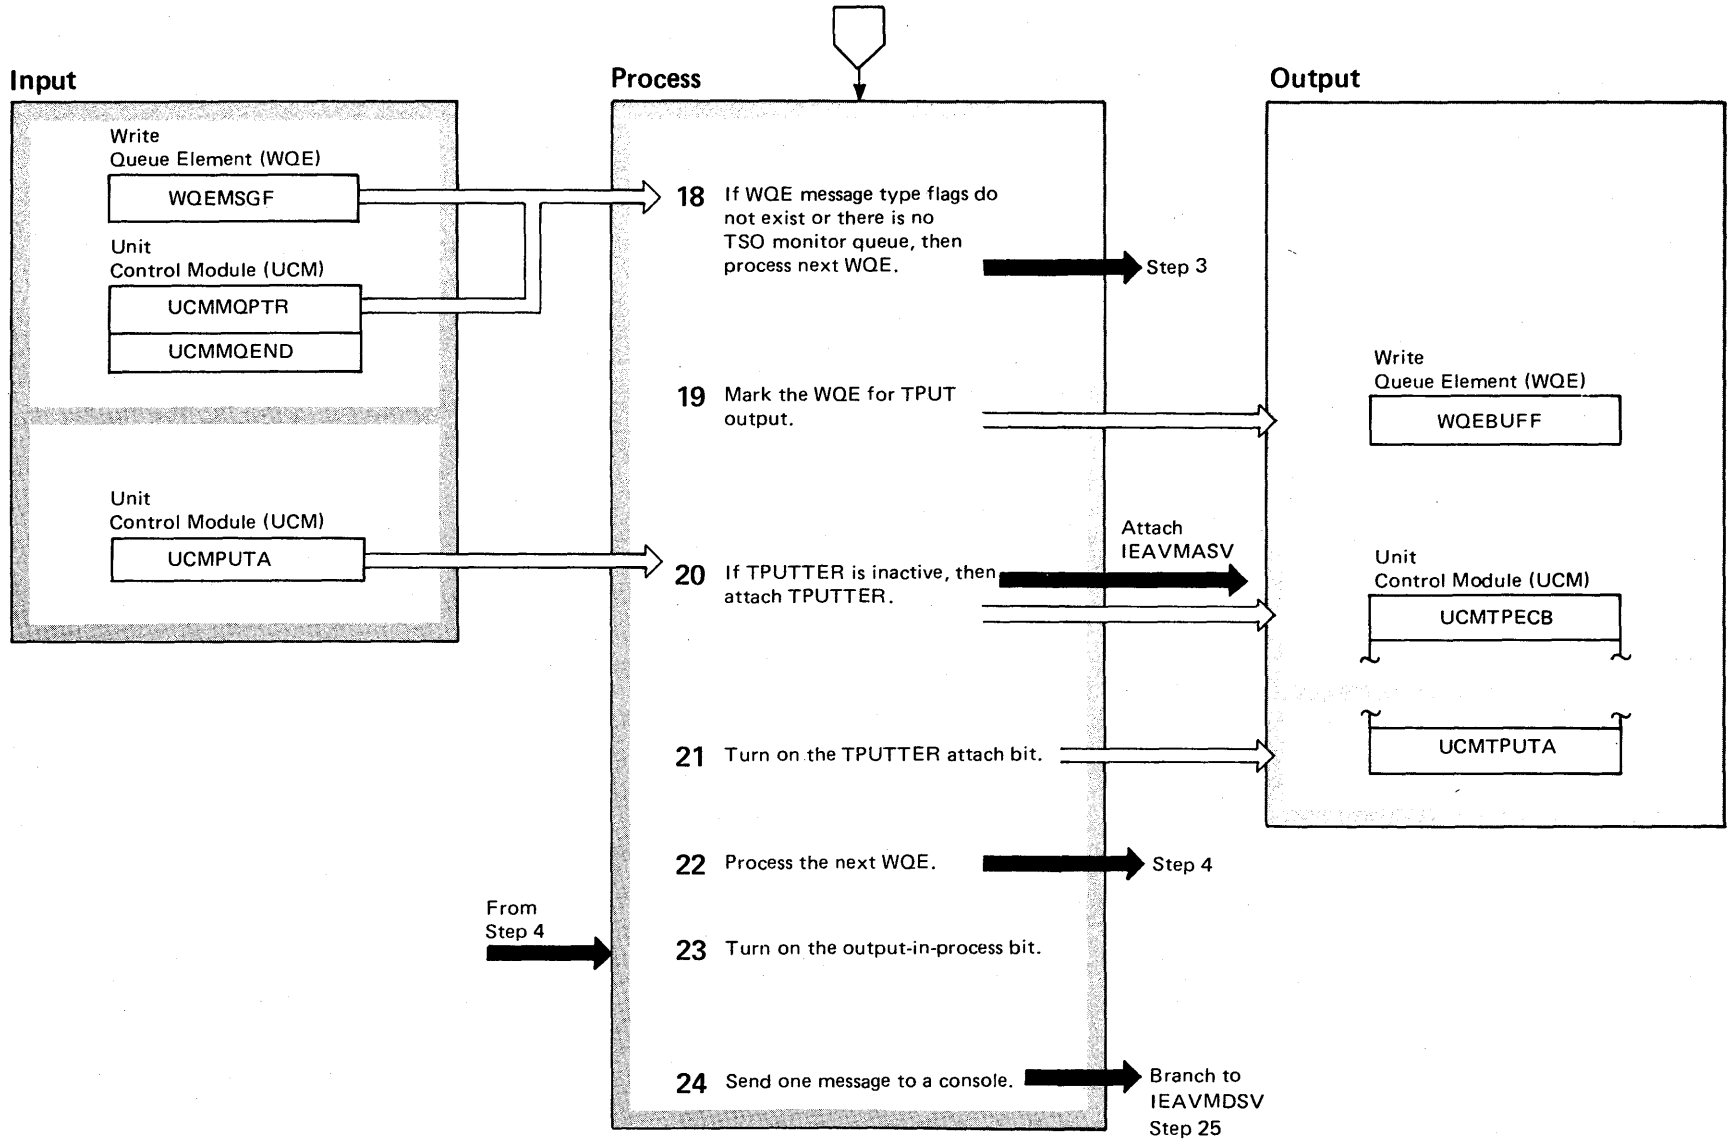 Input
Write
Queue Element (WQE)
WQEMSGF
Unit
Control Module (UCM)
UCMMQPTR
UCMMQEND
Unit
Control Module (UCM)
UCMPUTA
From
Step 4
Process
18 If WQE message type flags do
not exist or there is no
TSO monitor queue, then
process next WQE.
Step 3
19 Mark the WQE for TPUT
output.
Attach
IEAVMASV
20 If TPUTTER is inactive, then
attach TPUTTER.
21 Turn on the TPUTTER attach bit.
22 Process the next WQE.
Step 4
23 Turn on the output-in-process bit.
24 Send one message to a console.
Branch to
IEAVMDSV
Step 25
Output
Write
Queue Element (WQE)
WQEBUFF
Unit
Control Module (UCM)
UCMTPECB
UCMTPUTA